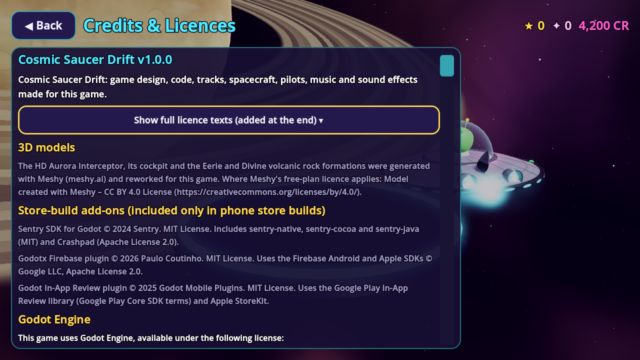 ◀ Back
Credits & Licences
★ 0 ✦ 0 4,200 CR
Cosmic Saucer Drift v1.0.0
Cosmic Saucer Drift: game design, code, tracks, spacecraft, pilots, music and sound effects
made for this game.
Show full licence texts (added at the end) ▾
3D models
The HD Aurora Interceptor, its cockpit and the Eerie and Divine volcanic rock formations were generated
with Meshy (meshy.ai) and reworked for this game. Where Meshy's free-plan licence applies: Model
created with Meshy – CC BY 4.0 License (https://creativecommons.org/licenses/by/4.0/).
Store-build add-ons (included only in phone store builds)
Sentry SDK for Godot © 2024 Sentry. MIT License. Includes sentry-native, sentry-cocoa and sentry-java
(MIT) and Crashpad (Apache License 2.0).
Godotx Firebase plugin © 2026 Paulo Coutinho. MIT License. Uses the Firebase Android and Apple SDKs ©
Google LLC, Apache License 2.0.
Godot In-App Review plugin © 2025 Godot Mobile Plugins. MIT License. Uses the Google Play In-App
Review library (Google Play Core SDK terms) and Apple StoreKit.
Godot Engine
This game uses Godot Engine, available under the following license: